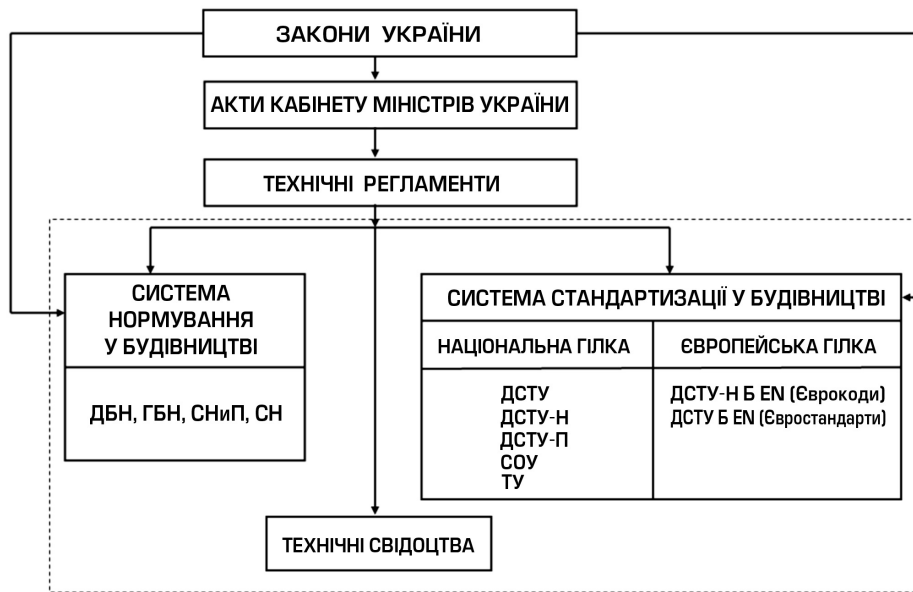 ЗАКОНИ УКРАЇНИ
АКТИ КАБІНЕТУ МІНІСТРІВ УКРАЇНИ
ТЕХНІЧНІ РЕГЛАМЕНТИ
СИСТЕМА
НОРМУВАННЯ
У БУДІВНИЦТВІ
ДБН, ГБН, СНиП, СН
СИСТЕМА СТАНДАРТИЗАЦІЇ У БУДІВНИЦТВІ
НАЦІОНАЛЬНА ГІЛКА
ДСТУ
ДСТУ-Н
ДСТУ-П
СОУ
ТУ
ЄВРОПЕЙСЬКА ГІЛКА
ДСТУ-Н Б EN (Єврокоди)
ДСТУ Б EN (Євростандарти)
ТЕХНІЧНІ СВІДОЦТВА